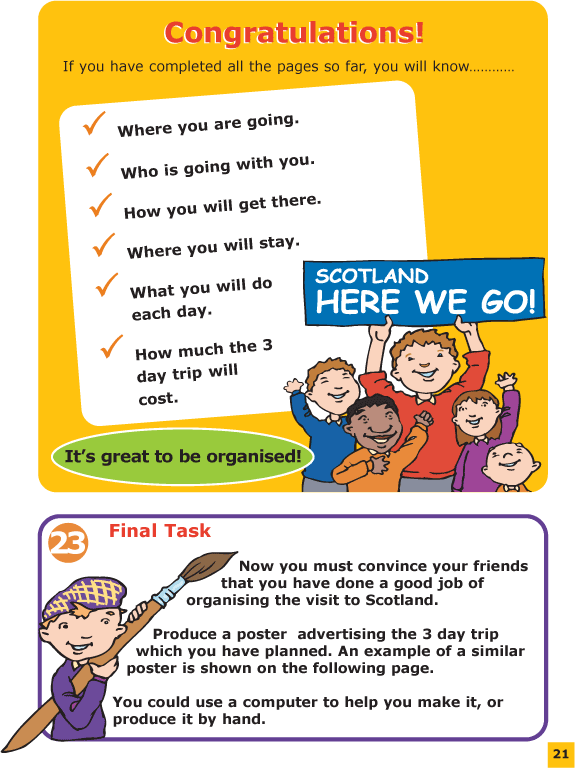 Congratulations!
If you have completed all the pages so far, you will know…………
Where you are going.
Who is going with you.
How you will get there.
Where you will stay.
What you will do
each day.
How much the 3
day trip will
cost.
SCOTLAND
HERE WE GO!
It's great to be organised!
23
Final Task
Now you must convince your friends
that you have done a good job of
organising the visit to Scotland.
Produce a poster advertising the 3 day trip
which you have planned. An example of a similar
poster is shown on the following page.
You could use a computer to help you make it, or
produce it by hand.
21